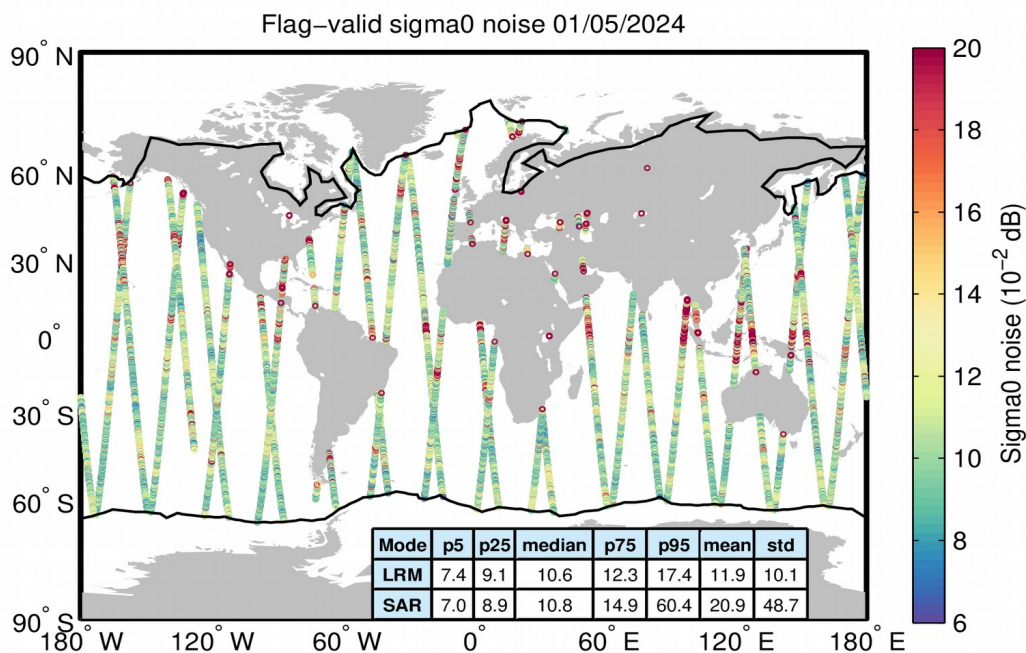 Flag−valid sigma0 noise 01/05/2024
90° N
60° N
30° N
0°
30° S
60° S
90° S
180° W
120° W
60° W
0°
60° E
120° E
180° E
20
18
16
14
12
10
8
6
Sigma0 noise (10⁻² dB)
Mode p5 p25 median p75 p95 mean std
LRM 7.4 9.1 10.6 12.3 17.4 11.9 10.1
SAR 7.0 8.9 10.8 14.9 60.4 20.9 48.7